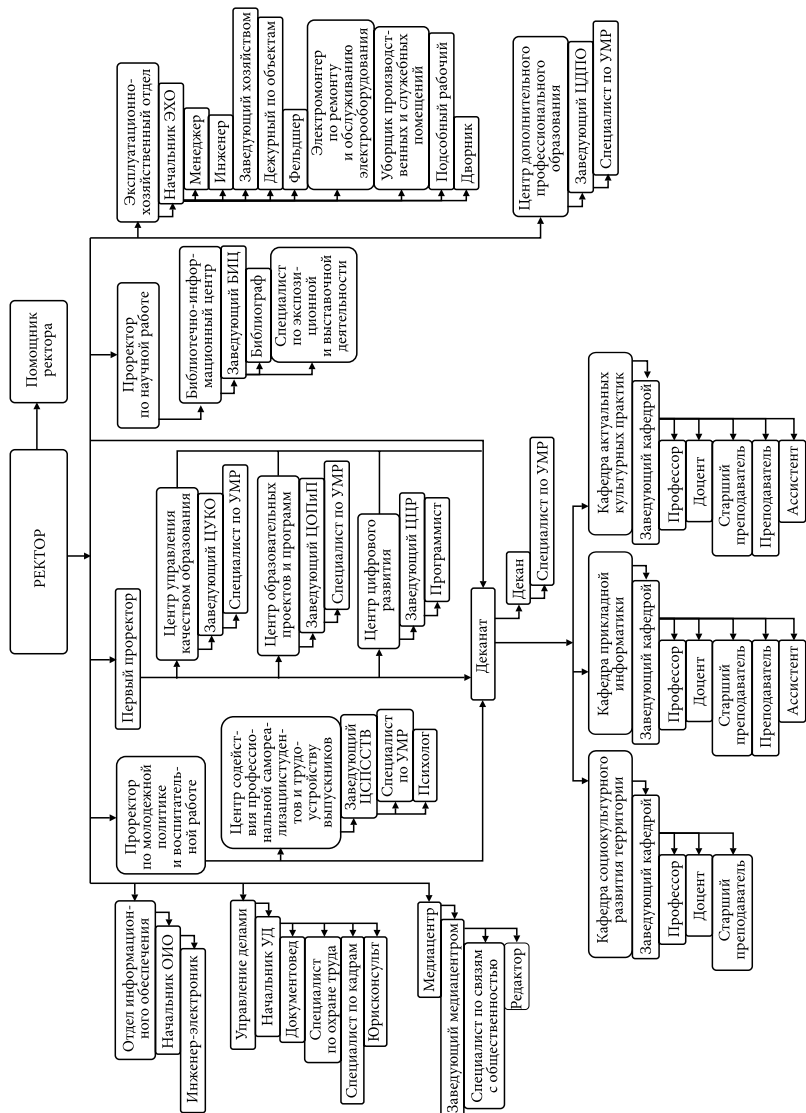 РЕКТОР
Помощник
ректора
Отдел информацион-
ного обеспечения
Начальник ОИО
Инженер-электроник
Управление делами
Начальник УД
Документовед
Специалист
по охране труда
Специалист по кадрам
Юрисконсульт
Медиацентр
Заведующий медиацентром
Специалист по связям
с общественностью
Редактор
Проректор
по молодежной
политике
и воспитатель-
ной работе
Центр содейст-
вия профессио-
нальной самореа-
лизациистуден-
тов и трудо-
устройству
выпускников
Заведующий
ЦСПССТВ
Специалист
по УМР
Психолог
Первый проректор
Центр управления
качеством образования
Заведующий ЦУКО
Специалист по УМР
Центр образовательных
проектов и программ
Заведующий ЦОПиП
Специалист по УМР
Центр цифрового
развития
Заведующий ЦЦР
Программист
Проректор
по научной работе
Библиотечно-инфор-
мационный центр
Заведующий БИЦ
Библиограф
Специалист
по экспози-
ционной
и выставочной
деятельности
Эксплуатационно-
хозяйственный отдел
Начальник ЭХО
Менеджер
Инженер
Заведующий хозяйством
Дежурный по объектам
Фельдшер
Электромонтер
по ремонту
и обслуживанию
электрооборудования
Уборщик производст-
венных и служебных
помещений
Подсобный рабочий
Дворник
Центр дополнительного
профессионального
образования
Заведующий ЦДПО
Специалист по УМР
Деканат
Декан
Специалист по УМР
Кафедра социокультурного
развития территории
Заведующий кафедрой
Профессор
Доцент
Старший
преподаватель
Кафедра прикладной
информатики
Заведующий кафедрой
Профессор
Доцент
Старший
преподаватель
Преподаватель
Ассистент
Кафедра актуальных
культурных практик
Заведующий кафедрой
Профессор
Доцент
Старший
преподаватель
Преподаватель
Ассистент